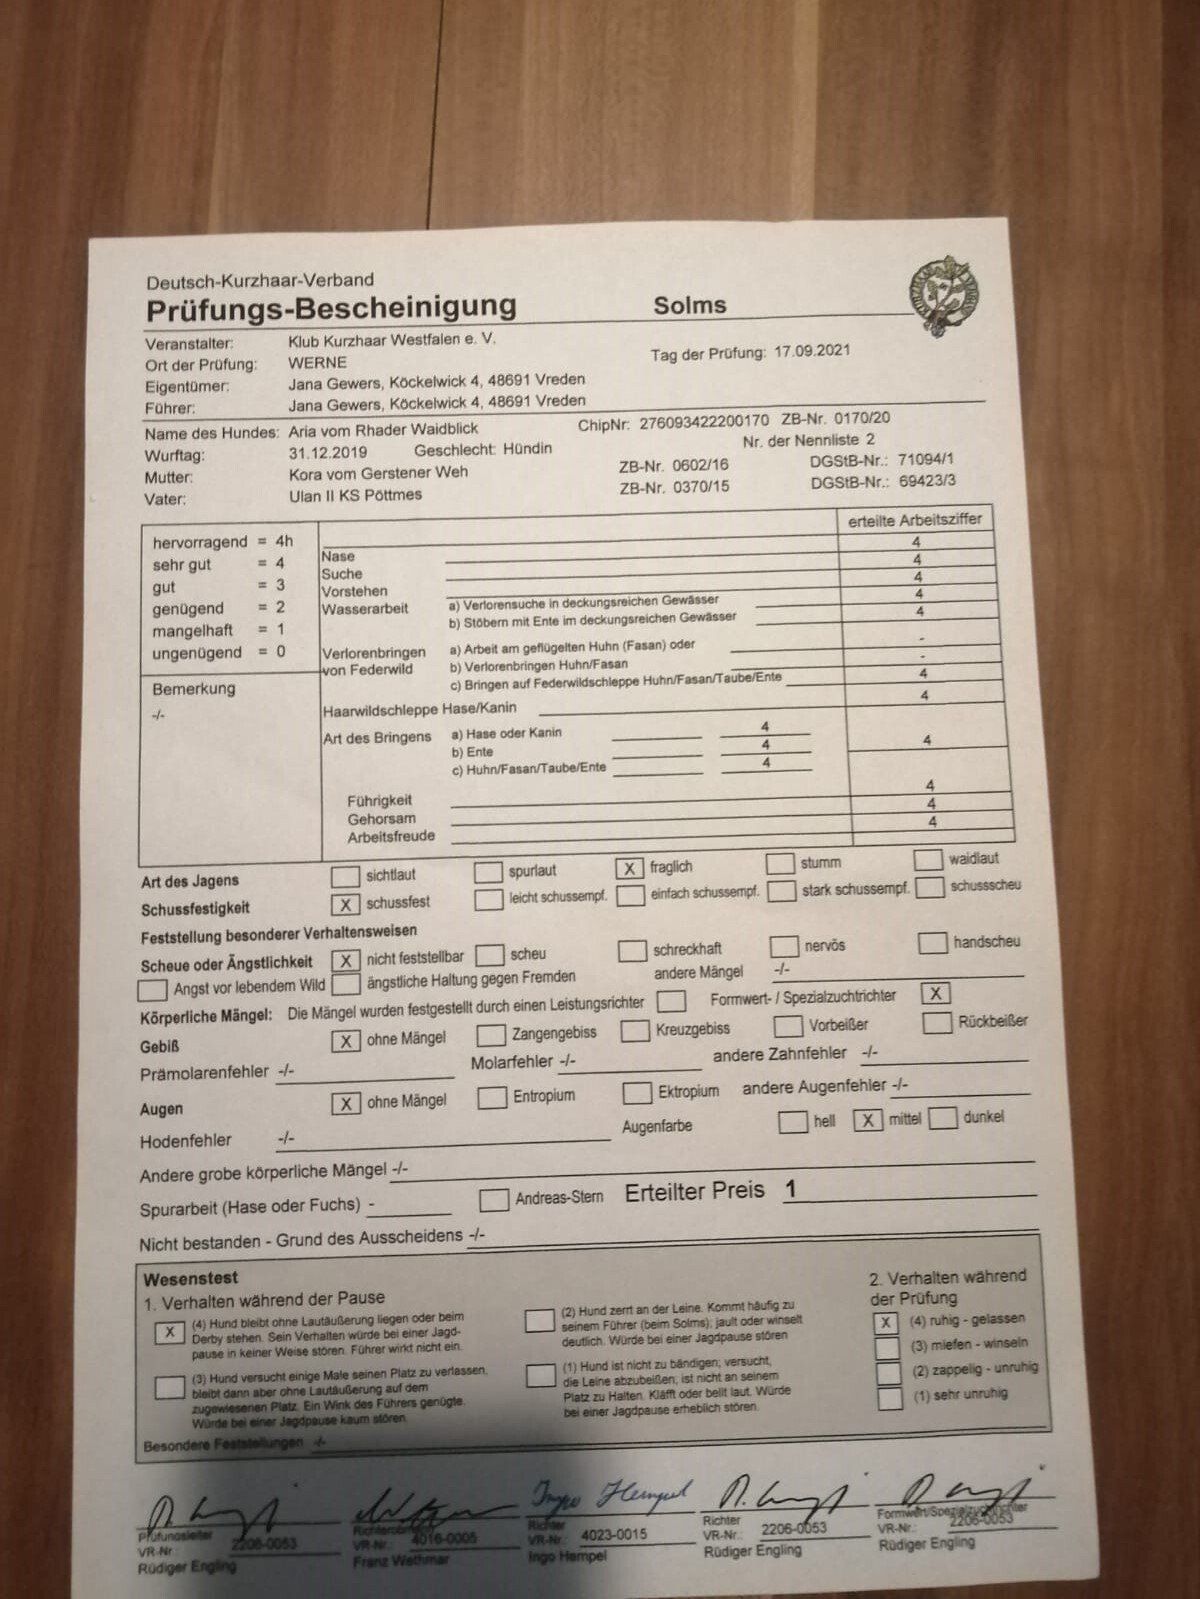 Deutsch-Kurzhaar-Verband
Prüfungs-Bescheinigung Solms
Veranstalter: Klub Kurzhaar Westfalen e. V.
Ort der Prüfung: WERNE Tag der Prüfung: 17.09.2021
Eigentümer: Jana Gewers, Köckelwick 4, 48691 Vreden
Führer: Jana Gewers, Köckelwick 4, 48691 Vreden
Name des Hundes: Aria vom Rhader Waidblick ChipNr: 276093422200170 ZB-Nr. 0170/20
Wurftag: 31.12.2019 Geschlecht: Hündin Nr. der Nennliste 2
Mutter: Kora vom Gerstener Weh ZB-Nr. 0602/16 DGStB-Nr.: 71094/1
Vater: Ulan II KS Pöttmes ZB-Nr. 0370/15 DGStB-Nr.: 69423/3
erteilte Arbeitsziffer
hervorragend = 4h
sehr gut = 4
gut = 3
genügend = 2
mangelhaft = 1
ungenügend = 0
Bemerkung
-/-
Nase 4
Suche 4
Vorstehen 4
Wasserarbeit a) Verlorensuche in deckungsreichen Gewässer 4
b) Stöbern mit Ente im deckungsreichen Gewässer 4
Verlorenbringen a) Arbeit am geflügelten Huhn (Fasan) oder -
von Federwild b) Verlorenbringen Huhn/Fasan -
c) Bringen auf Federwildschleppe Huhn/Fasan/Taube/Ente 4
Haarwildschleppe Hase/Kanin 4
Art des Bringens a) Hase oder Kanin 4 4
b) Ente 4
c) Huhn/Fasan/Taube/Ente 4
Führigkeit 4
Gehorsam 4
Arbeitsfreude 4
Art des Jagens sichtlaut spurlaut X fraglich stumm waidlaut
Schussfestigkeit X schussfest leicht schussempf. einfach schussempf. stark schussempf. schussscheu
Feststellung besonderer Verhaltensweisen
Scheue oder Ängstlichkeit X nicht feststellbar scheu schreckhaft nervös handscheu
Angst vor lebendem Wild ängstliche Haltung gegen Fremden andere Mängel -/-
Körperliche Mängel: Die Mängel wurden festgestellt durch einen Leistungsrichter Formwert- / Spezialzuchtrichter X
Gebiß X ohne Mängel Zangengebiss Kreuzgebiss Vorbeißer Rückbeißer
Prämolarenfehler -/- Molarfehler -/- andere Zahnfehler -/-
Augen X ohne Mängel Entropium Ektropium andere Augenfehler -/-
Hodenfehler -/- Augenfarbe hell X mittel dunkel
Andere grobe körperliche Mängel -/-
Spurarbeit (Hase oder Fuchs) - Andreas-Stern Erteilter Preis 1
Nicht bestanden - Grund des Ausscheidens -/-
Wesenstest
1. Verhalten während der Pause
X (4) Hund bleibt ohne Lautäußerung liegen oder beim
Derby stehen. Sein Verhalten würde bei einer Jagd-
pause in keiner Weise stören. Führer wirkt nicht ein.
(3) Hund versucht einige Male seinen Platz zu verlassen,
bleibt dann aber ohne Lautäußerung auf dem
zugewiesenen Platz. Ein Wink des Führers genügte.
Würde bei einer Jagdpause kaum stören.
(2) Hund zerrt an der Leine. Kommt häufig zu
seinem Führer (beim Solms); jault oder winselt
deutlich. Würde bei einer Jagdpause stören
(1) Hund ist nicht zu bändigen; versucht,
die Leine abzubeißen; ist nicht an seinem
Platz zu Halten. Kläfft oder bellt laut. Würde
bei einer Jagdpause erheblich stören.
2. Verhalten während
der Prüfung
X (4) ruhig - gelassen
(3) miefen - winseln
(2) zappelig - unruhig
(1) sehr unruhig
Besondere Feststellungen -/-
Ingo Hempel
Prüfungsleiter
VR-Nr.: 2206-0053
Rüdiger Engling
VR-Nr.: 4016-0005
Franz Wethmar
Richter
VR-Nr.: 4023-0015
Ingo Hempel
Richter
VR-Nr.: 2206-0053
Rüdiger Engling
Formwert/Spezialzuchtrichter
VR-Nr.: 2206-0053
Rüdiger Engling